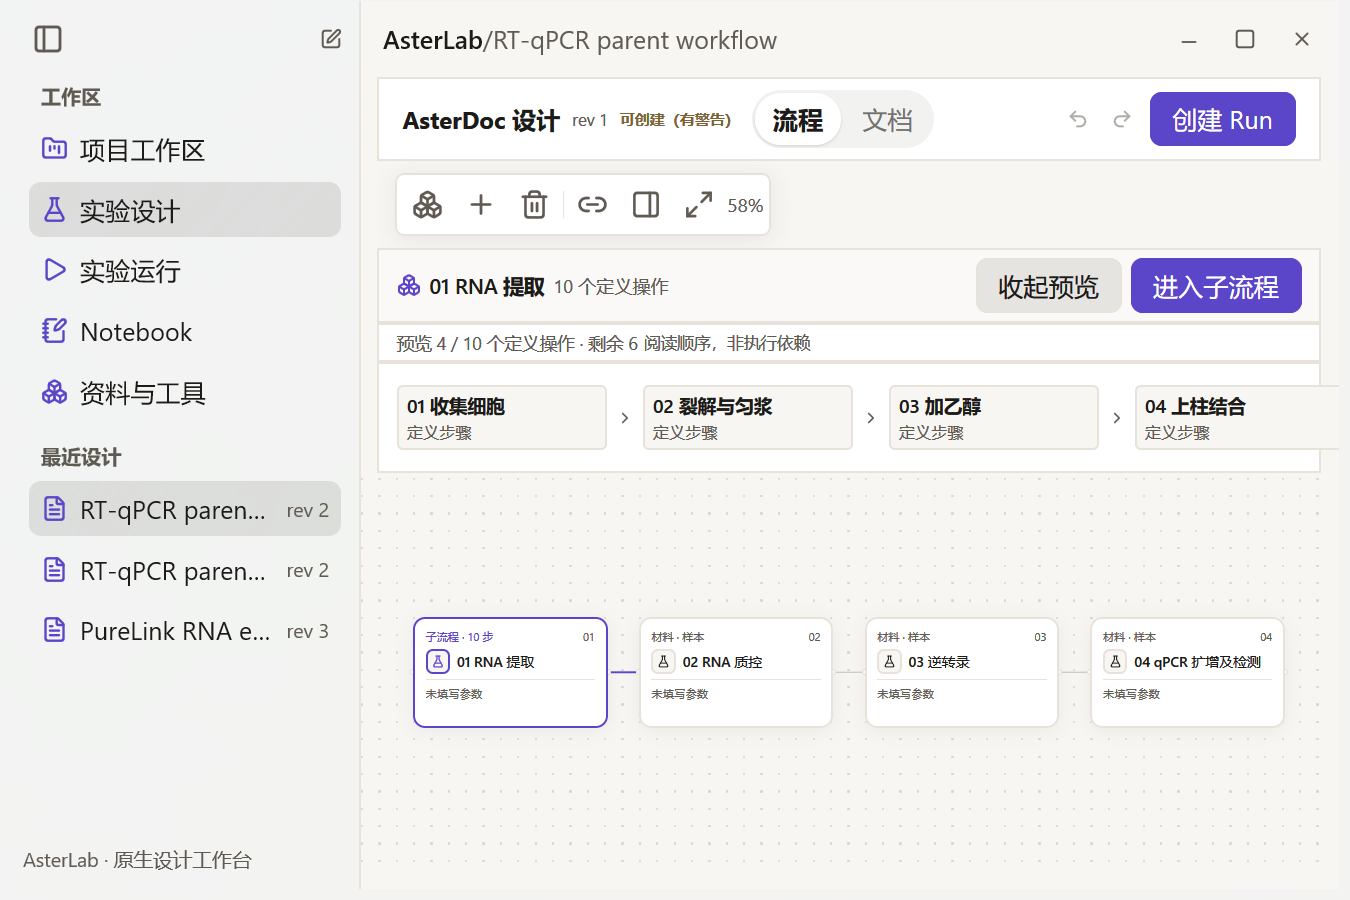 AsterLab/RT-qPCR parent workflow
工作区
项目工作区
实验设计
实验运行
Notebook
资料与工具
最近设计
RT-qPCR paren... rev 2
RT-qPCR paren... rev 2
PureLink RNA e... rev 3
AsterLab · 原生设计工作台
AsterDoc 设计 rev 1 可创建（有警告） 流程 文档 创建 Run
58%
01 RNA 提取 10 个定义操作 收起预览 进入子流程
预览 4 / 10 个定义操作 · 剩余 6 阅读顺序，非执行依赖
01 收集细胞
定义步骤
02 裂解与匀浆
定义步骤
03 加乙醇
定义步骤
04 上柱结合
定义步骤
子流程 · 10 步 01
01 RNA 提取
未填写参数
材料 · 样本 02
02 RNA 质控
未填写参数
材料 · 样本 03
03 逆转录
未填写参数
材料 · 样本 04
04 qPCR 扩增及检测
未填写参数